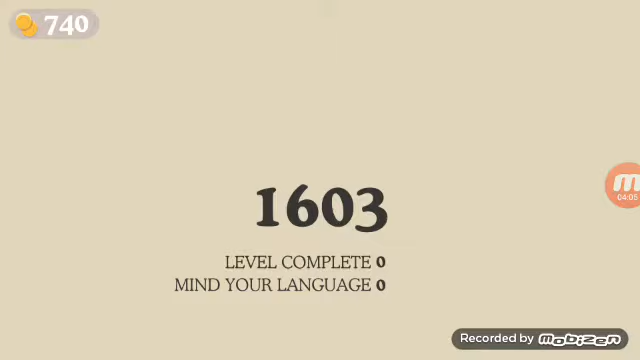 740
1603
LEVEL COMPLETE 0
MIND YOUR LANGUAGE 0
04:05
Recorded by mobizen